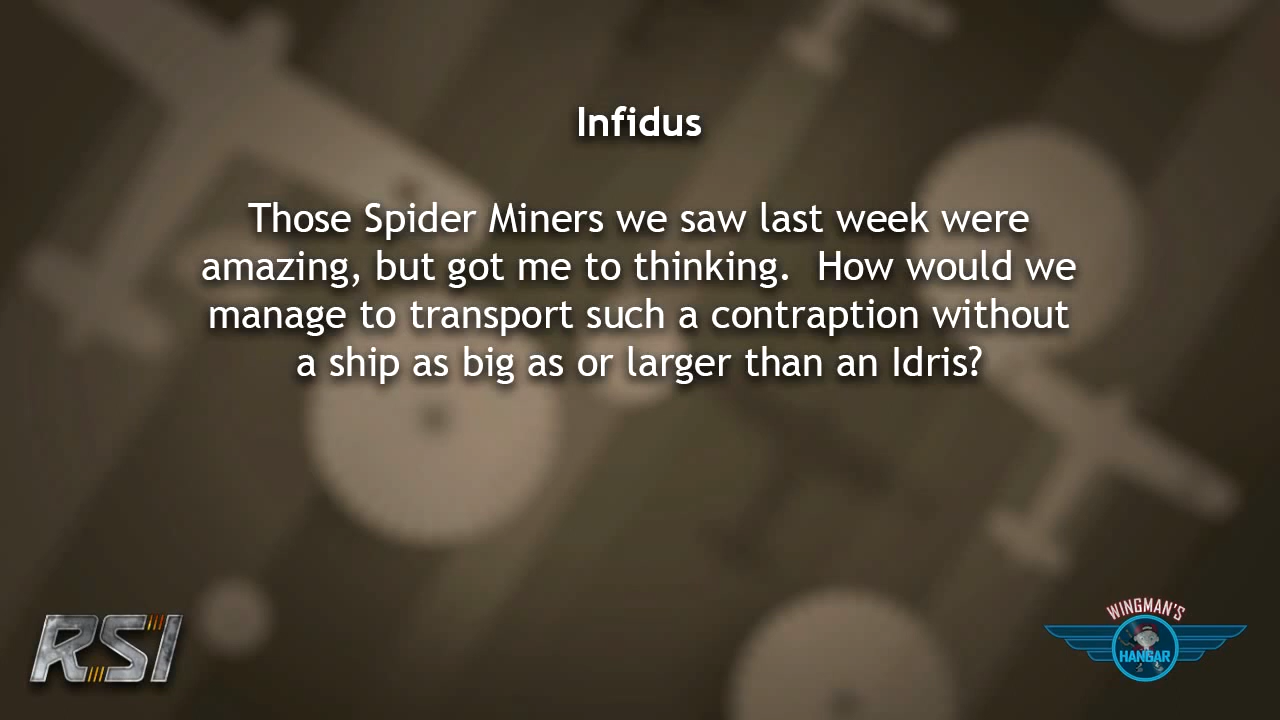 Infidus
Those Spider Miners we saw last week were
amazing, but got me to thinking.  How would we
manage to transport such a contraption without
a ship as big as or larger than an Idris?
RSI
WINGMAN'S
HANGAR